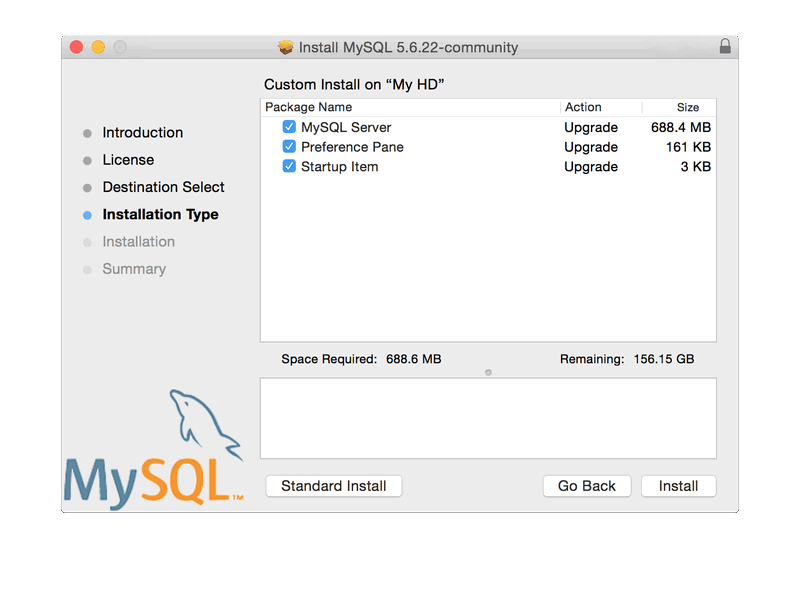 Install MySQL 5.6.22-community
Custom Install on “My HD”
Package Name Action Size
MySQL Server Upgrade 688.4 MB
Preference Pane Upgrade 161 KB
Startup Item Upgrade 3 KB
Introduction
License
Destination Select
Installation Type
Installation
Summary
Space Required: 688.6 MB Remaining: 156.15 GB
MySQL™
Standard Install Go Back Install